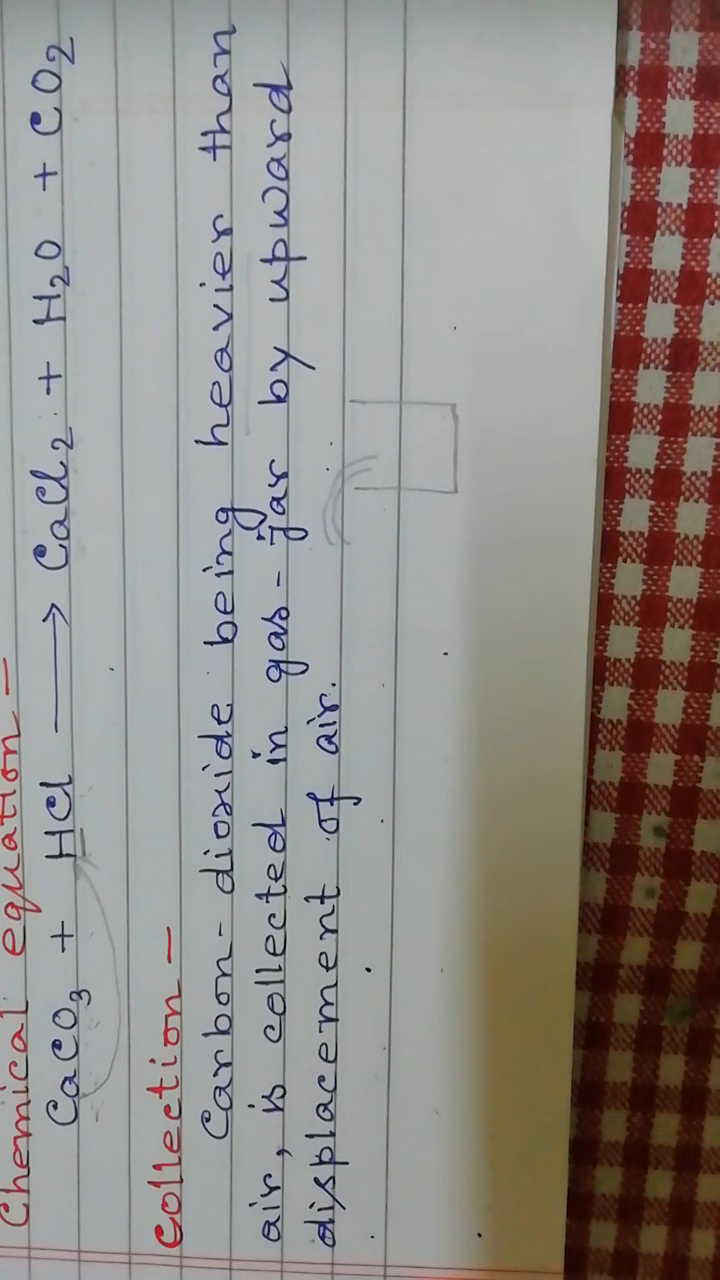 Chemical equation -
CaCO3 + HCl ⟶ CaCl2 + H2O + CO2
Collection -
Carbon-dioxide being heavier than
air, is collected in gas-jar by upward
displacement of air.